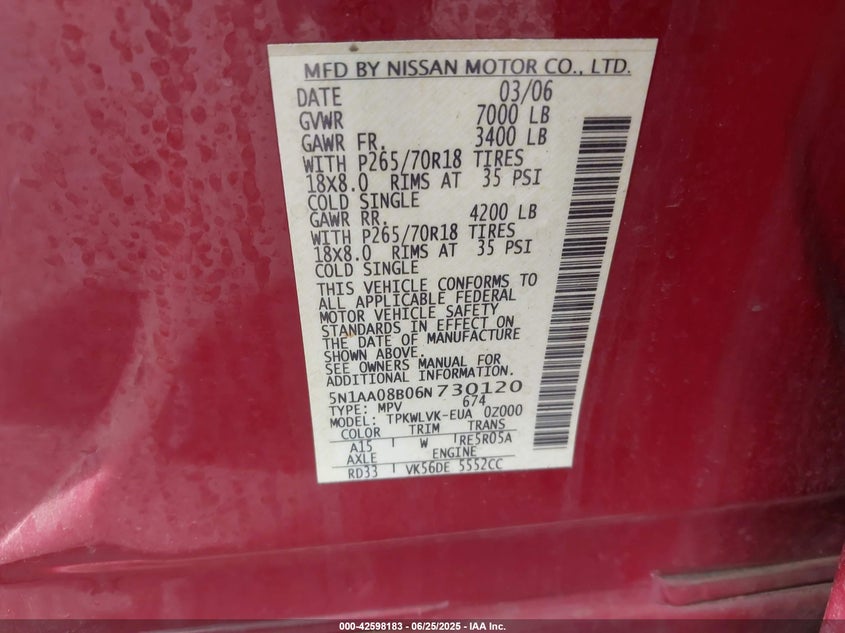 MFD BY NISSAN MOTOR CO., LTD.
DATE 03/06
GVWR 7000 LB
GAWR FR. 3400 LB
WITH P265/70R18 TIRES
18X8.0 RIMS AT 35 PSI
COLD SINGLE
GAWR RR. 4200 LB
WITH P265/70R18 TIRES
18X8.0 RIMS AT 35 PSI
COLD SINGLE
THIS VEHICLE CONFORMS TO
ALL APPLICABLE FEDERAL
MOTOR VEHICLE SAFETY
STANDARDS IN EFFECT ON
THE DATE OF MANUFACTURE
SHOWN ABOVE.
SEE OWNERS MANUAL FOR
ADDITIONAL INFORMATION.
5N1AA08B06N730120
TYPE: MPV 674
MODEL: TPKWLVK-EUA 0Z000
COLOR TRIM TRANS
A15 W RE5R05A
AXLE ENGINE
RD33 VK56DE 5552CC
000-42598183 • 06/25/2025 - IAA Inc.